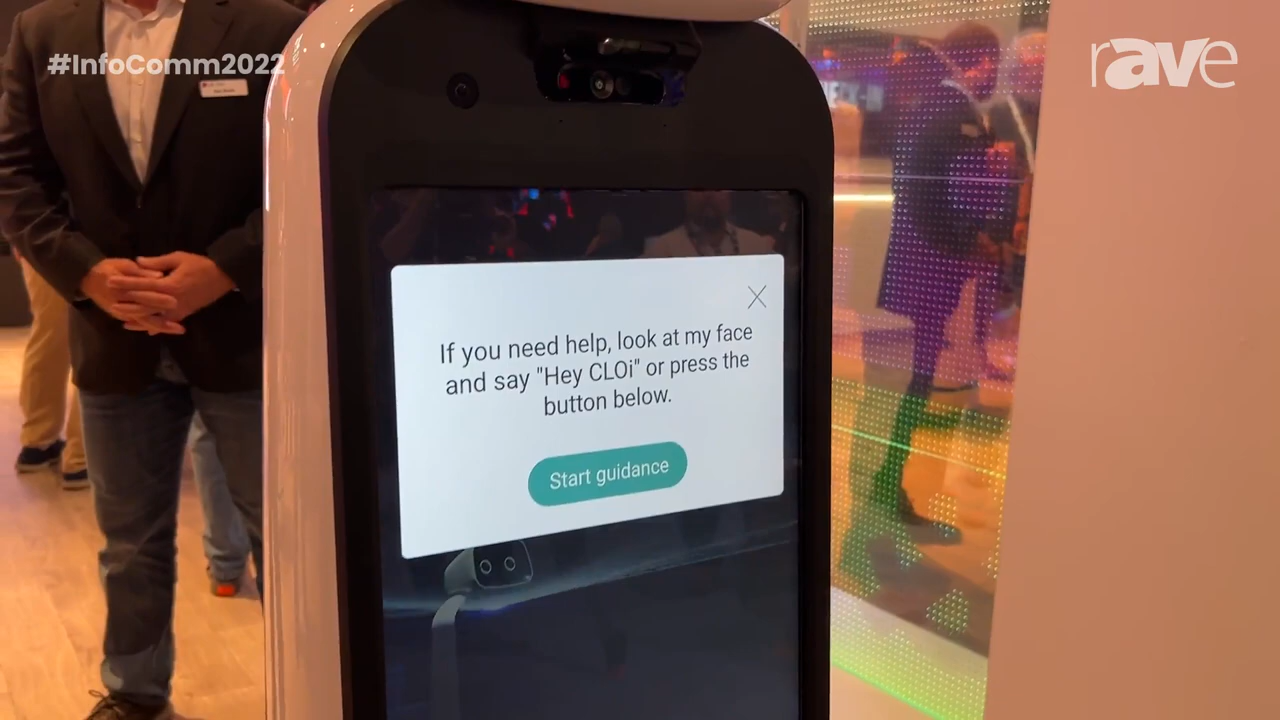 #InfoComm2022
rave
If you need help, look at my face
and say "Hey CLOi" or press the
button below.
Start guidance